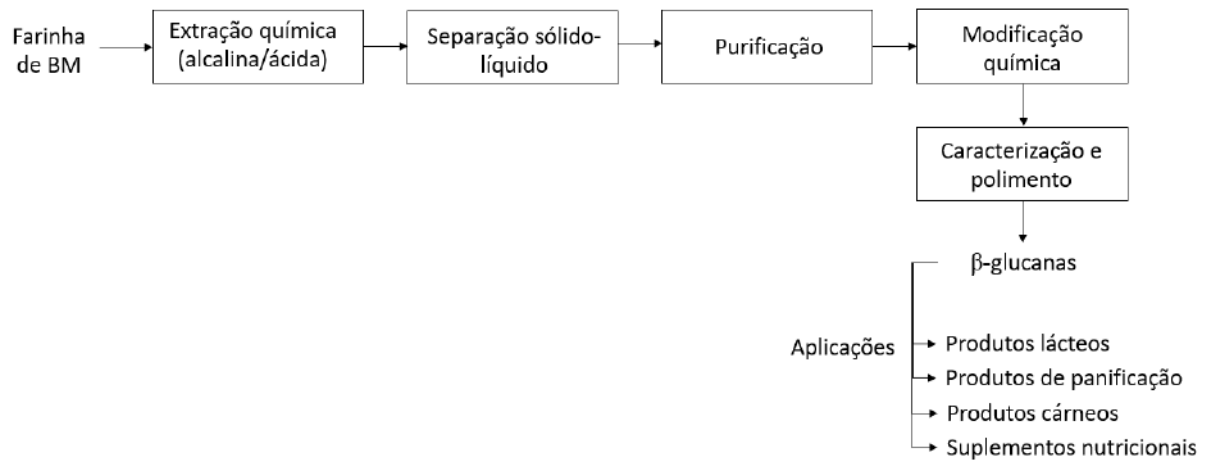 Farinha
de BM
Extração química
(alcalina/ácida)
Separação sólido-
líquido
Purificação
Modificação
química
Caracterização e
polimento
β-glucanas
Aplicações
Produtos lácteos
Produtos de panificação
Produtos cárneos
Suplementos nutricionais